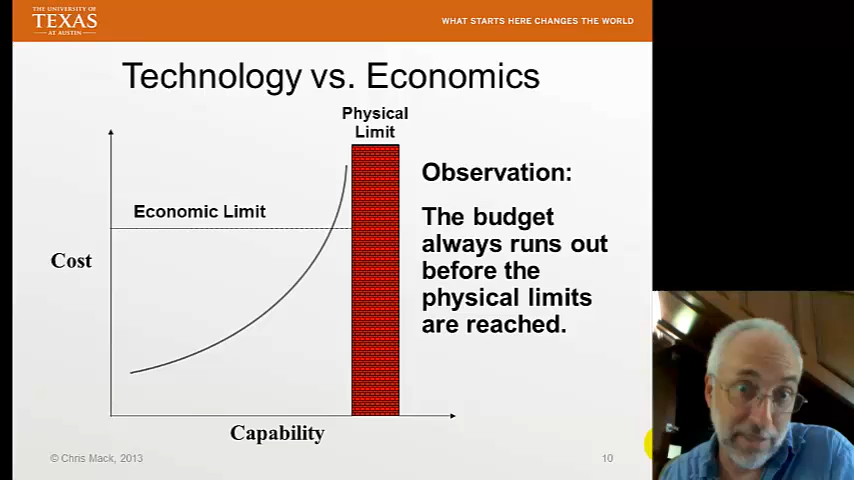 THE UNIVERSITY OF
TEXAS
AT AUSTIN
WHAT STARTS HERE CHANGES THE WORLD
Technology vs. Economics
Physical
Limit
Economic Limit
Cost
Capability
Observation:
The budget
always runs out
before the
physical limits
are reached.
© Chris Mack, 2013
10